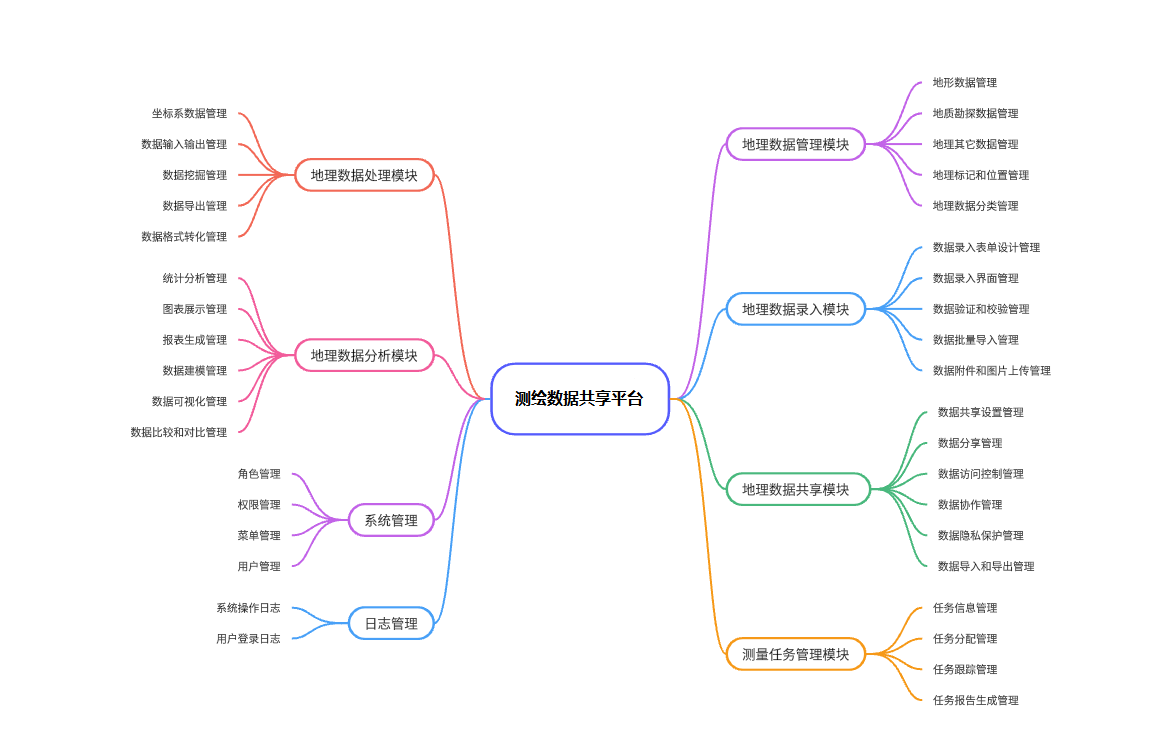 测绘数据共享平台
地理数据管理模块
地形数据管理
地质勘探数据管理
地理其它数据管理
地理标记和位置管理
地理数据分类管理
地理数据录入模块
数据录入表单设计管理
数据录入界面管理
数据验证和校验管理
数据批量导入管理
数据附件和图片上传管理
地理数据共享模块
数据共享设置管理
数据分享管理
数据访问控制管理
数据协作管理
数据隐私保护管理
数据导入和导出管理
测量任务管理模块
任务信息管理
任务分配管理
任务跟踪管理
任务报告生成管理
地理数据处理模块
坐标系数据管理
数据输入输出管理
数据挖掘管理
数据导出管理
数据格式转化管理
地理数据分析模块
统计分析管理
图表展示管理
报表生成管理
数据建模管理
数据可视化管理
数据比较和对比管理
系统管理
角色管理
权限管理
菜单管理
用户管理
日志管理
系统操作日志
用户登录日志